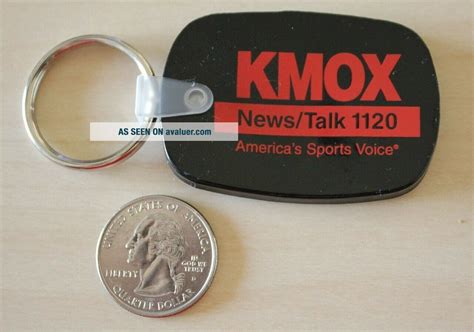 KMOX
News/Talk 1120
America's Sports Voice®
AS SEEN ON avaluer.com
UNITED STATES OF AMERICA
LIBERTY
IN
GOD WE
TRUST
QUARTER DOLLAR